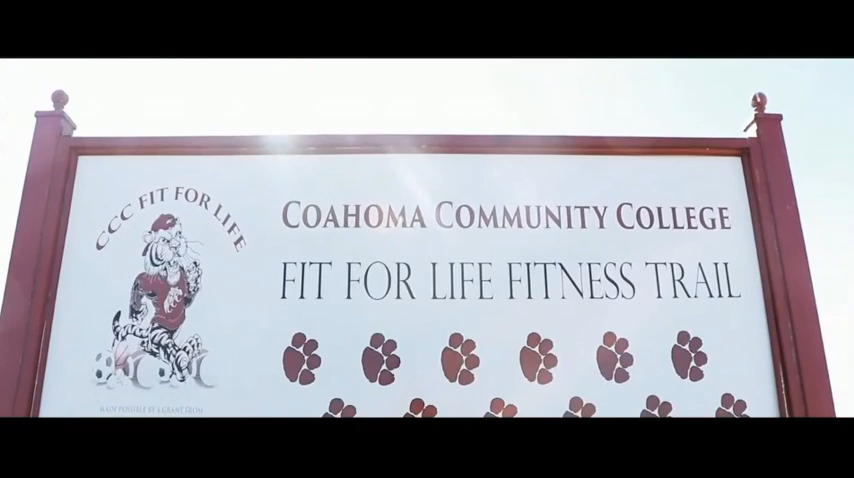 CCC FIT FOR LIFE
COAHOMA COMMUNITY COLLEGE
FIT FOR LIFE FITNESS TRAIL
MADE POSSIBLE BY A GRANT FROM